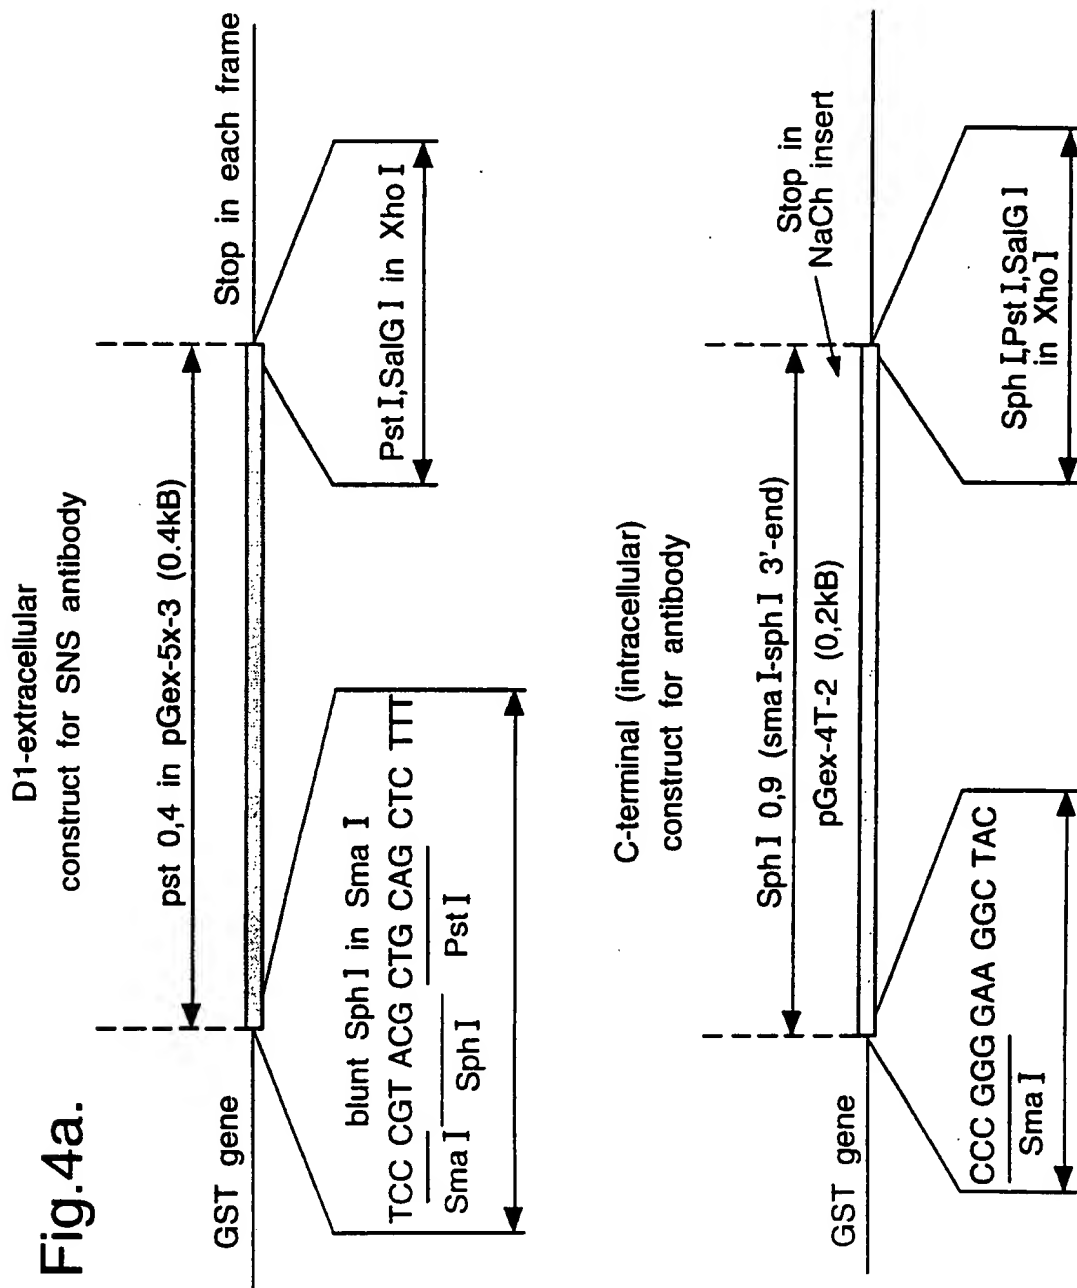 Fig.4a.
D1-extracellular
construct for SNS antibody
pst 0,4 in pGex-5x-3 (0.4kB)
GST gene
Stop in each frame
blunt Sph I in Sma I
TCC CGT ACG CTG CAG CTC TTT
Sma I Sph I Pst I
Pst I,SalG I in Xho I
C-terminal (intracellular)
construct for antibody
Sph I 0,9 (sma I-sph I 3'-end)
pGex-4T-2 (0,2kB)
Stop in
NaCh insert
GST gene
CCC GGG GAA GGC TAC
Sma I
Sph I,Pst I,SalG I
in Xho I